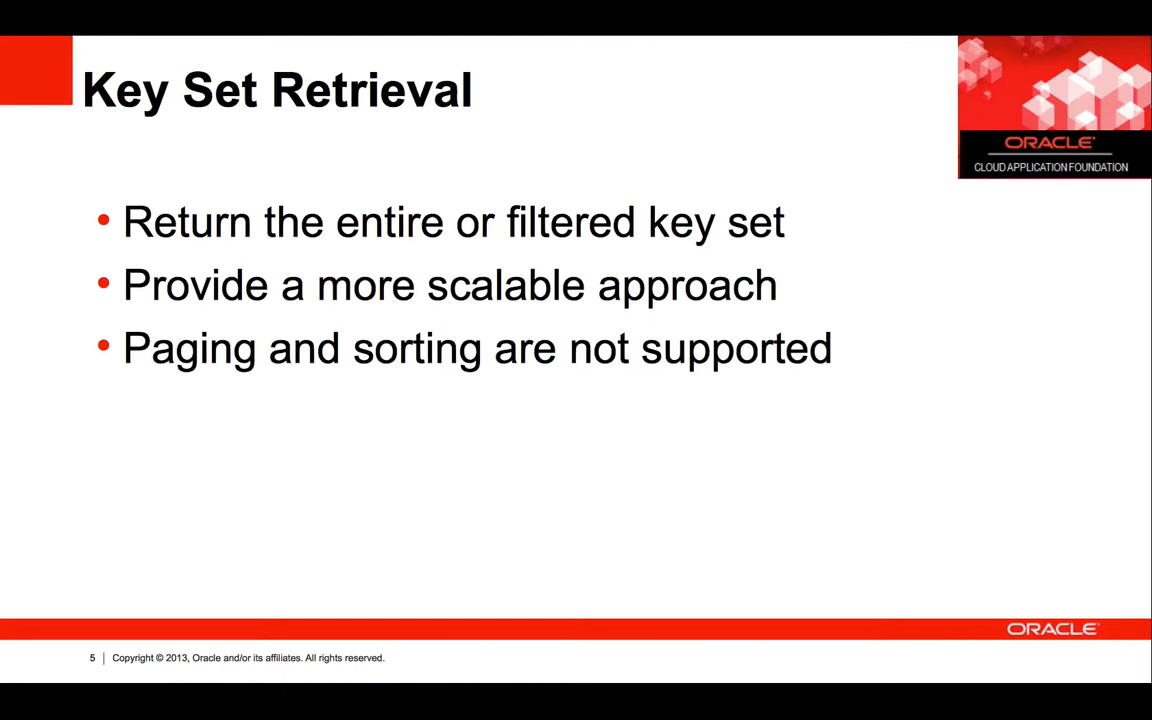 Key Set Retrieval
ORACLE
CLOUD APPLICATION FOUNDATION
• Return the entire or filtered key set
• Provide a more scalable approach
• Paging and sorting are not supported
ORACLE
5 | Copyright © 2013, Oracle and/or its affiliates. All rights reserved.